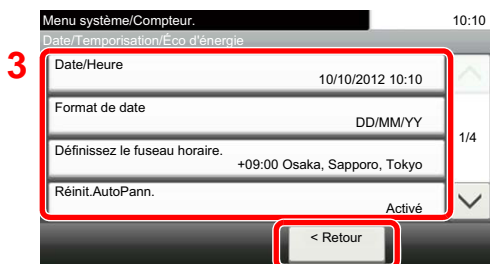 Menu système/Compteur. 10:10
Date/Temporisation/Éco d'énergie
3
Date/Heure
10/10/2012 10:10
Format de date
DD/MM/YY
1/4
Définissez le fuseau horaire.
+09:00 Osaka, Sapporo, Tokyo
Réinit.AutoPann.
Activé
< Retour